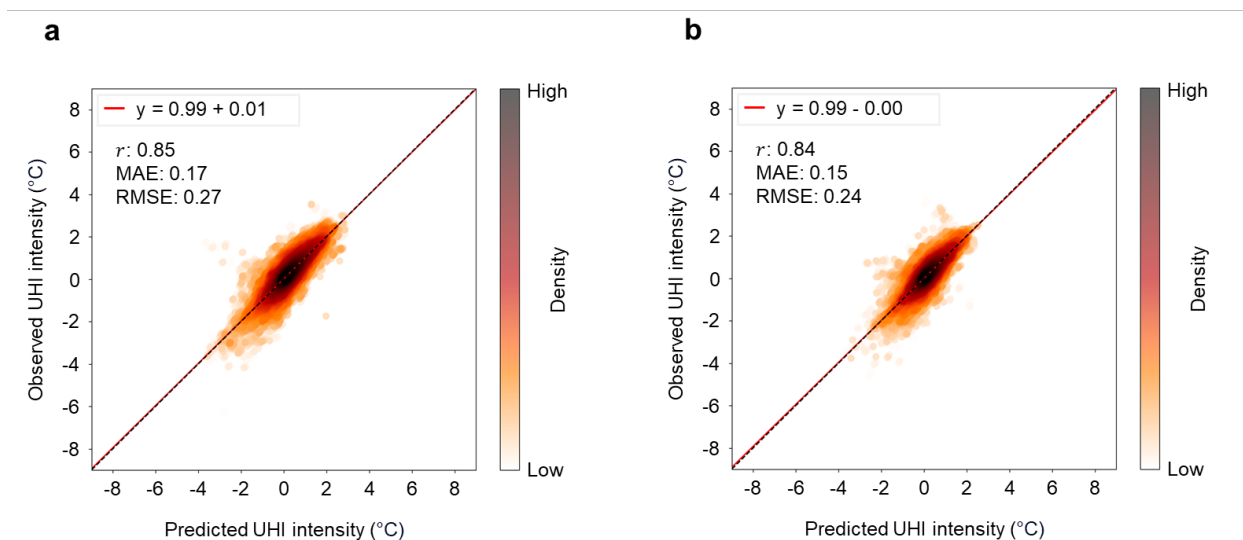 a
y = 0.99 + 0.01
r: 0.85
MAE: 0.17
RMSE: 0.27
Observed UHI intensity (°C)
8
6
4
2
0
-2
-4
-6
-8
-8 -6 -4 -2 0 2 4 6 8
Predicted UHI intensity (°C)
High
Density
Low
b
y = 0.99 - 0.00
r: 0.84
MAE: 0.15
RMSE: 0.24
Observed UHI intensity (°C)
8
6
4
2
0
-2
-4
-6
-8
-8 -6 -4 -2 0 2 4 6 8
Predicted UHI intensity (°C)
High
Density
Low